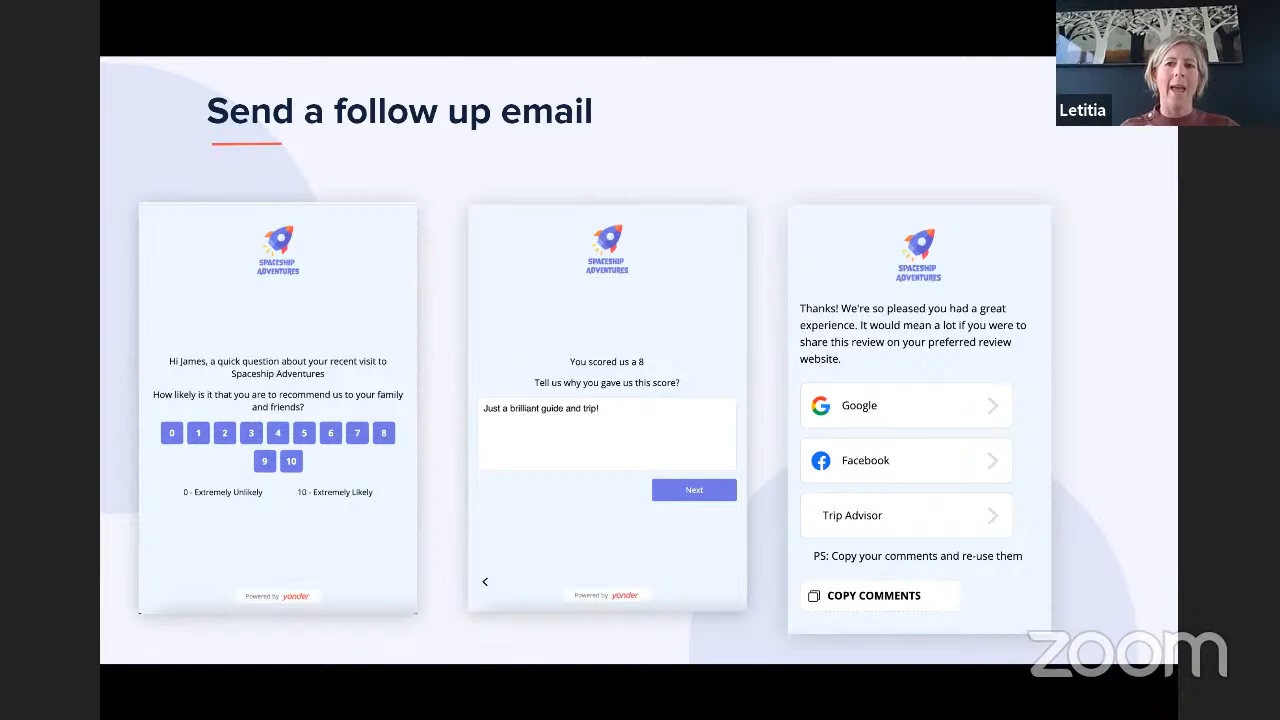 Letitia
Send a follow up email
SPACESHIP
ADVENTURES
Hi James, a quick question about your recent visit to
Spaceship Adventures
How likely is it that you are to recommend us to your family
and friends?
0 1 2 3 4 5 6 7 8
9 10
0 - Extremely Unlikely 10 - Extremely Likely
Powered by yonder
SPACESHIP
ADVENTURES
You scored us a 8
Tell us why you gave us this score?
Just a brilliant guide and trip!
Next
Powered by yonder
SPACESHIP
ADVENTURES
Thanks! We're so pleased you had a great
experience. It would mean a lot if you were to
share this review on your preferred review
website.
Google
Facebook
Trip Advisor
PS: Copy your comments and re-use them
COPY COMMENTS
zoom